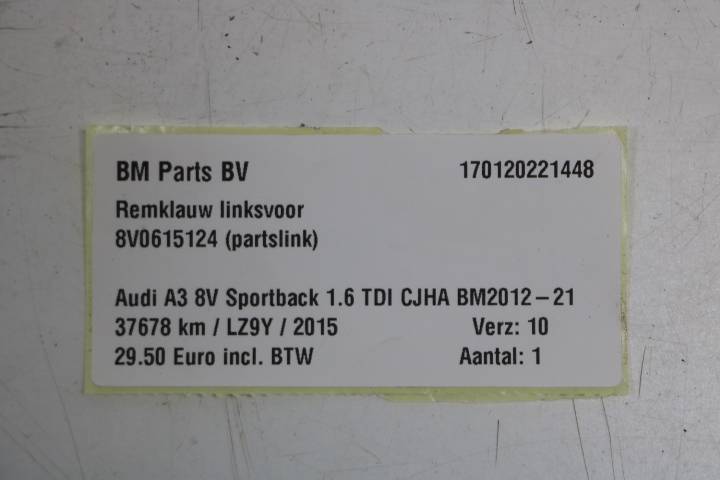 BM Parts BV 170120221448
Remklauw linksvoor
8V0615124 (partslink)
Audi A3 8V Sportback 1.6 TDI CJHA BM2012-21
37678 km / LZ9Y / 2015 Verz: 10
29.50 Euro incl. BTW Aantal: 1